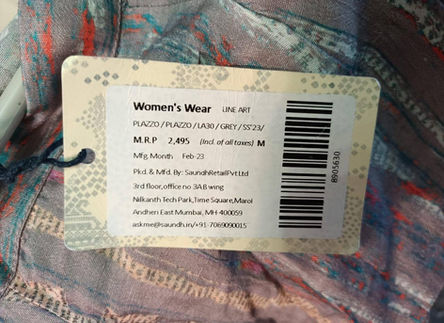 Women's Wear LINE ART
PLAZZO / PLAZZO / LA30 / GREY / SS'23/
M.R.P 2,495 (Incl. of all taxes) M
Mfg. Month Feb-23
Pkd. & Mfd. By: SaundhRetailPvt.Ltd
3rd floor,office no 3A,B wing
Nilkanth Tech Park,Time Square,Marol
Andheri East Mumbai, MH 400059
askme@saundh.in/+91-7069090015
8905630